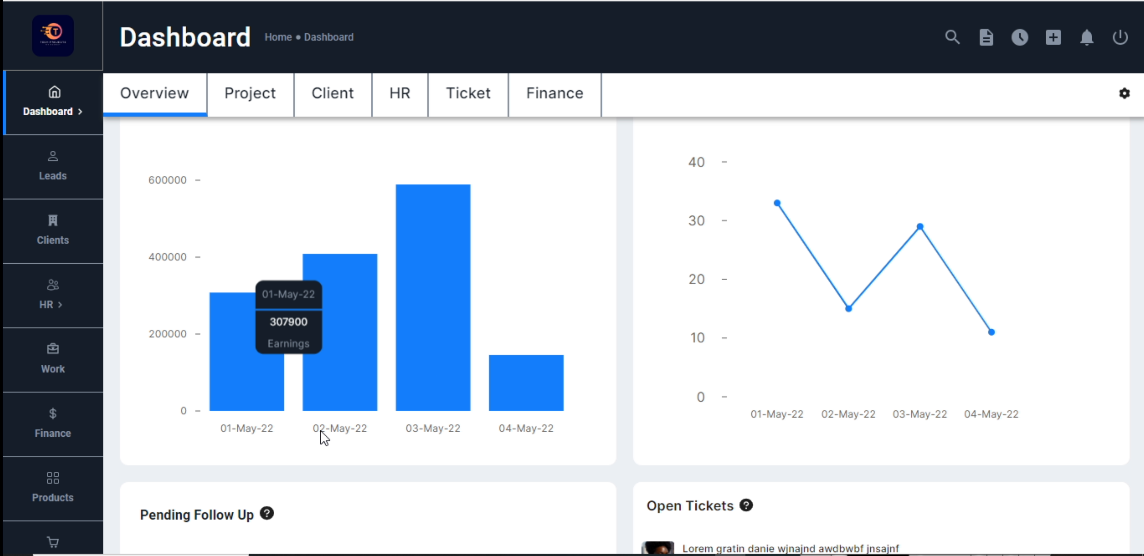 Dashboard
Home • Dashboard
Dashboard >
Leads
Clients
HR >
Work
Finance
Products
Overview
Project
Client
HR
Ticket
Finance
600000
400000
200000
0
01-May-22
307900
Earnings
01-May-22
02-May-22
03-May-22
04-May-22
40
30
20
10
0
01-May-22
02-May-22
03-May-22
04-May-22
Pending Follow Up ?
Open Tickets ?
Lorem gratin danie wjnajnd awdbwbf jnsajnf